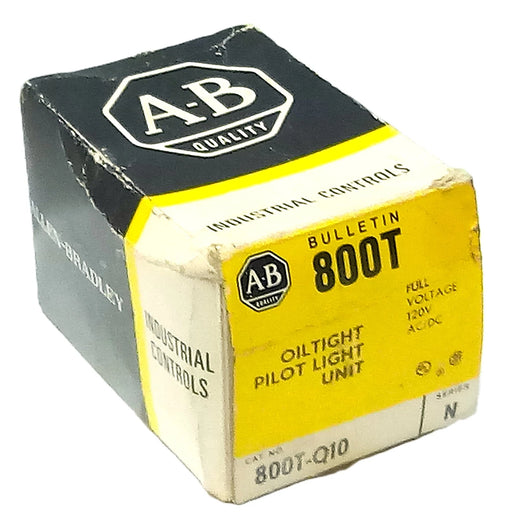 A-B
QUALITY
INDUSTRIAL CONTROLS
ALLEN-BRADLEY
INDUSTRIAL
CONTROLS
A-B
QUALITY
BULLETIN
800T
FULL
VOLTAGE
120V
AC/DC
OILTIGHT
PILOT LIGHT
UNIT
CAT NO.
800T-Q10
SERIES
N